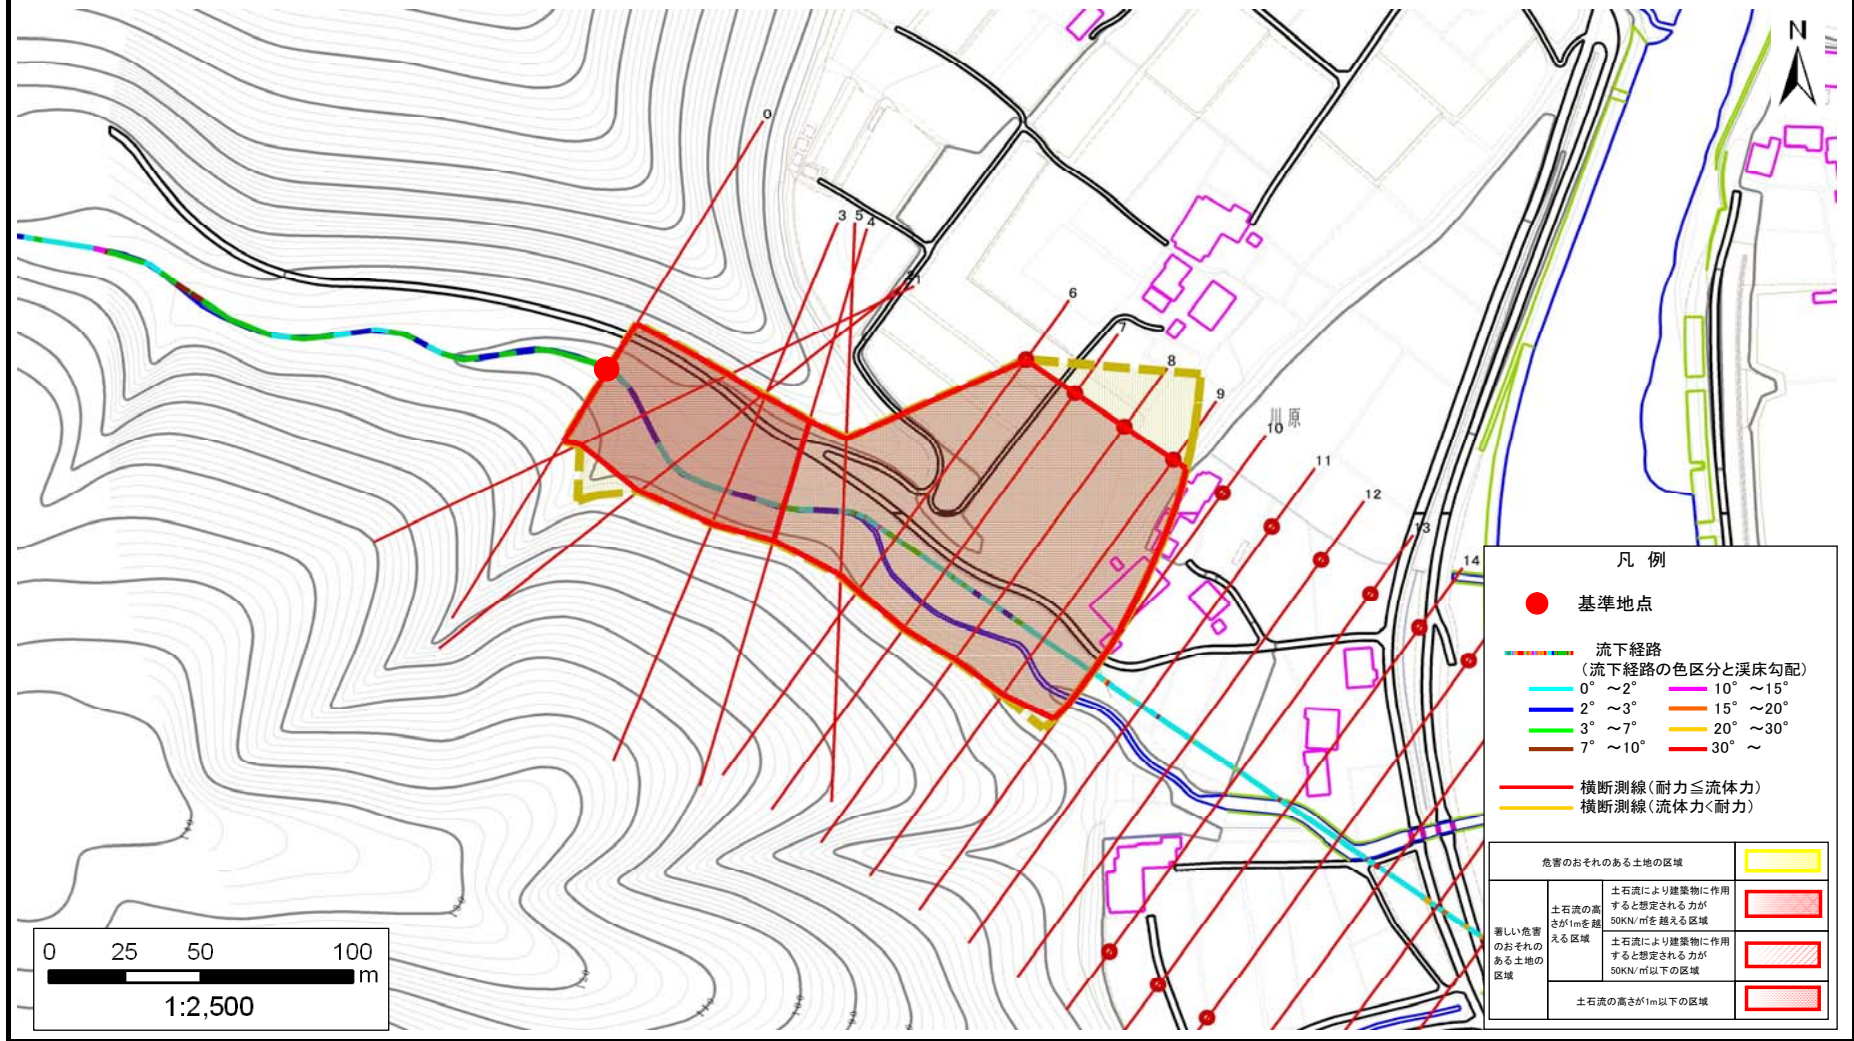 N
0
3 5 4
2 1
6
7
8
9
10
11
12
13
14
川原
凡 例
基準地点
流下経路
(流下経路の色区分と渓床勾配)
0° ～2° 10° ～15°
2° ～3° 15° ～20°
3° ～7° 20° ～30°
7° ～10° 30° ～
横断測線(耐力≦流体力)
横断測線(流体力<耐力)
危害のおそれのある土地の区域
著しい危害
のおそれの
ある土地の
区域
土石流の高
さが1mを越
える区域
土石流により建築物に作用
すると想定される力が
50KN/㎡を越える区域
土石流により建築物に作用
すると想定される力が
50KN/㎡以下の区域
土石流の高さが1m以下の区域
0 25 50 100
m
1:2,500